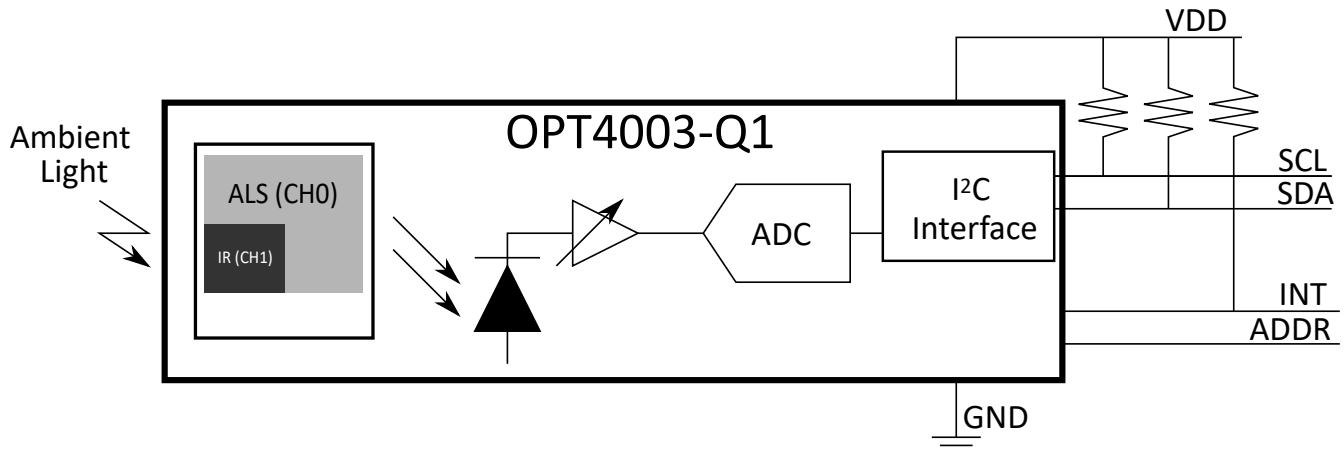 VDD
OPT4003-Q1
Ambient
Light
ALS (CH0)
IR (CH1)
ADC
I²C
Interface
SCL
SDA
INT
ADDR
GND